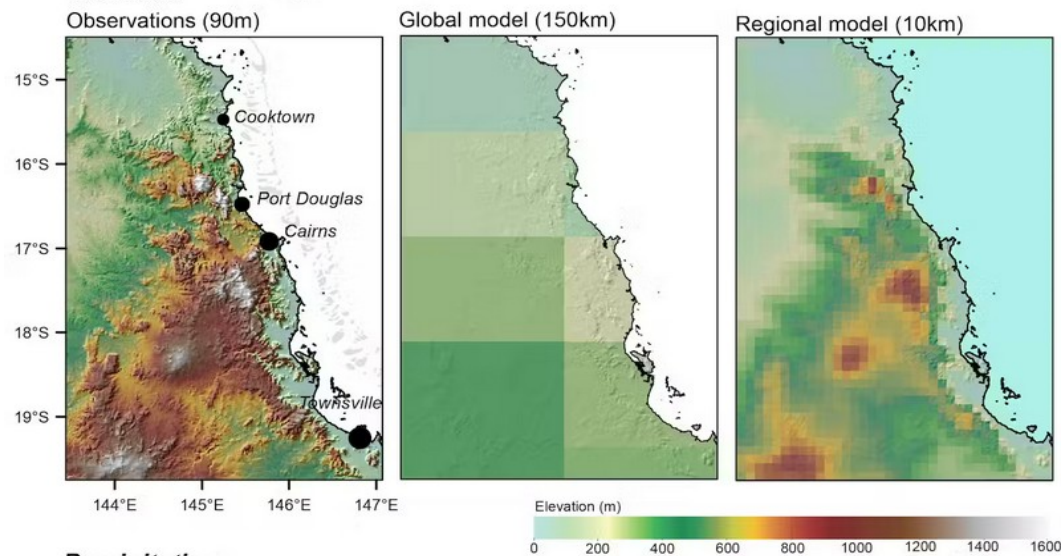 Observations (90m)
Global model (150km)
Regional model (10km)
15°S
16°S
17°S
18°S
19°S
Cooktown
Port Douglas
Cairns
Townsville
144°E
145°E
146°E
147°E
Elevation (m)
0 200 400 600 800 1000 1200 1400 1600